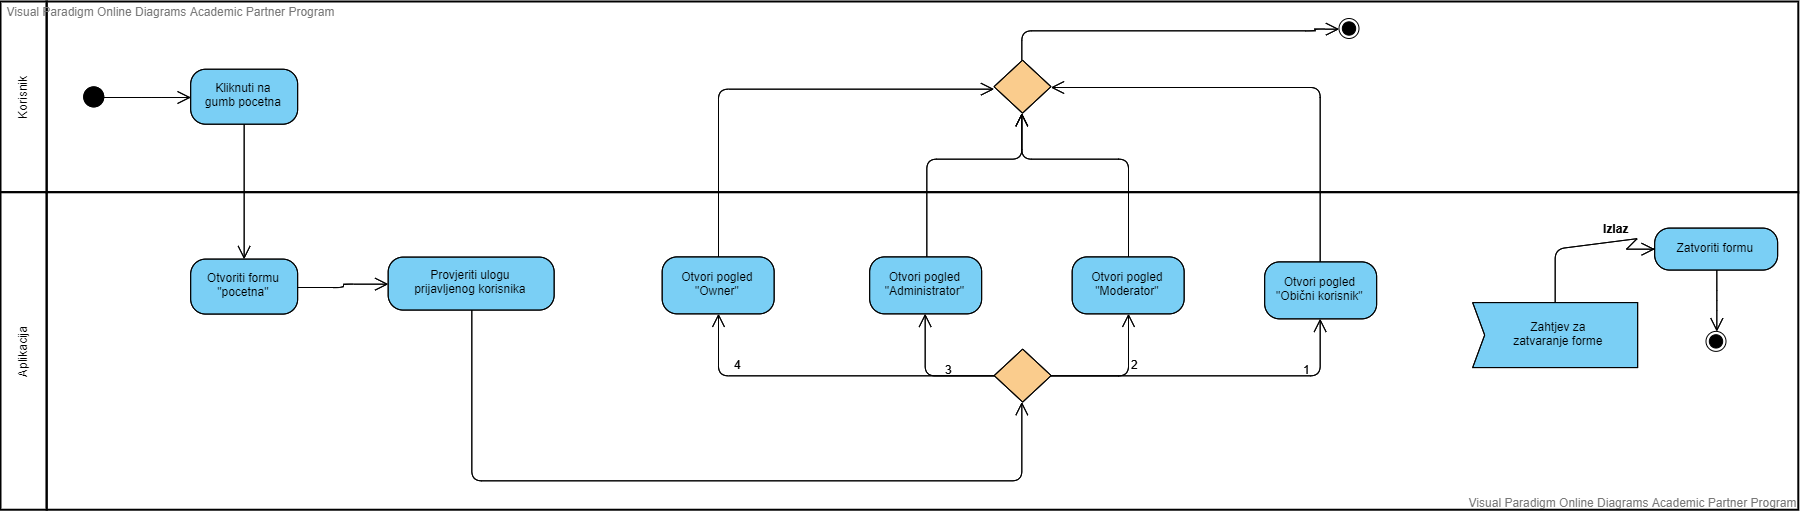 Visual Paradigm Online Diagrams Academic Partner Program
Korisnik
Kliknuti na
gumb pocetna
Aplikacija
Otvoriti formu
"pocetna"
Provjeriti ulogu
prijavljenog korisnika
Otvori pogled
"Owner"
Otvori pogled
"Administrator"
Otvori pogled
"Moderator"
Otvori pogled
"Obični korisnik"
4
3
2
1
Izlaz
Zatvoriti formu
Zahtjev za
zatvaranje forme
Visual Paradigm Online Diagrams Academic Partner Program